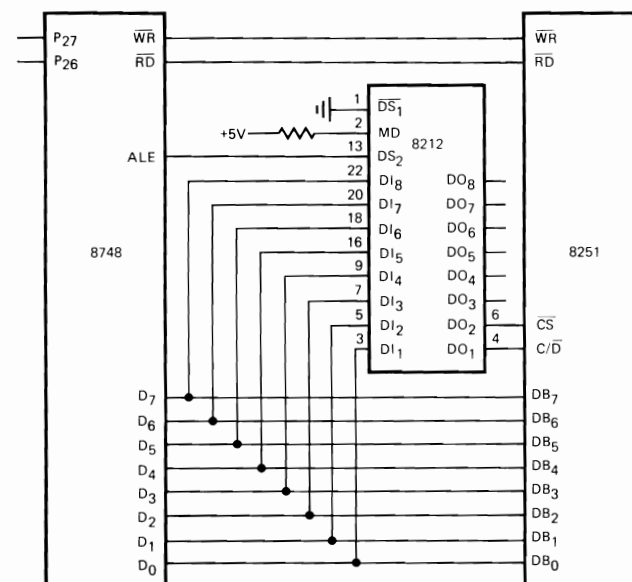 P27 WR WR
P26 RD RD
1 DS1
+5V 2 MD 8212
ALE 13 DS2
22 DI8 DO8
20 DI7 DO7
18 DI6 DO6
8748 16 DI5 DO5 8251
9 DI4 DO4
7 DI3 DO3
5 DI2 DO2 6 CS
3 DI1 DO1 4 C/D
D7 DB7
D6 DB6
D5 DB5
D4 DB4
D3 DB3
D2 DB2
D1 DB1
D0 DB0